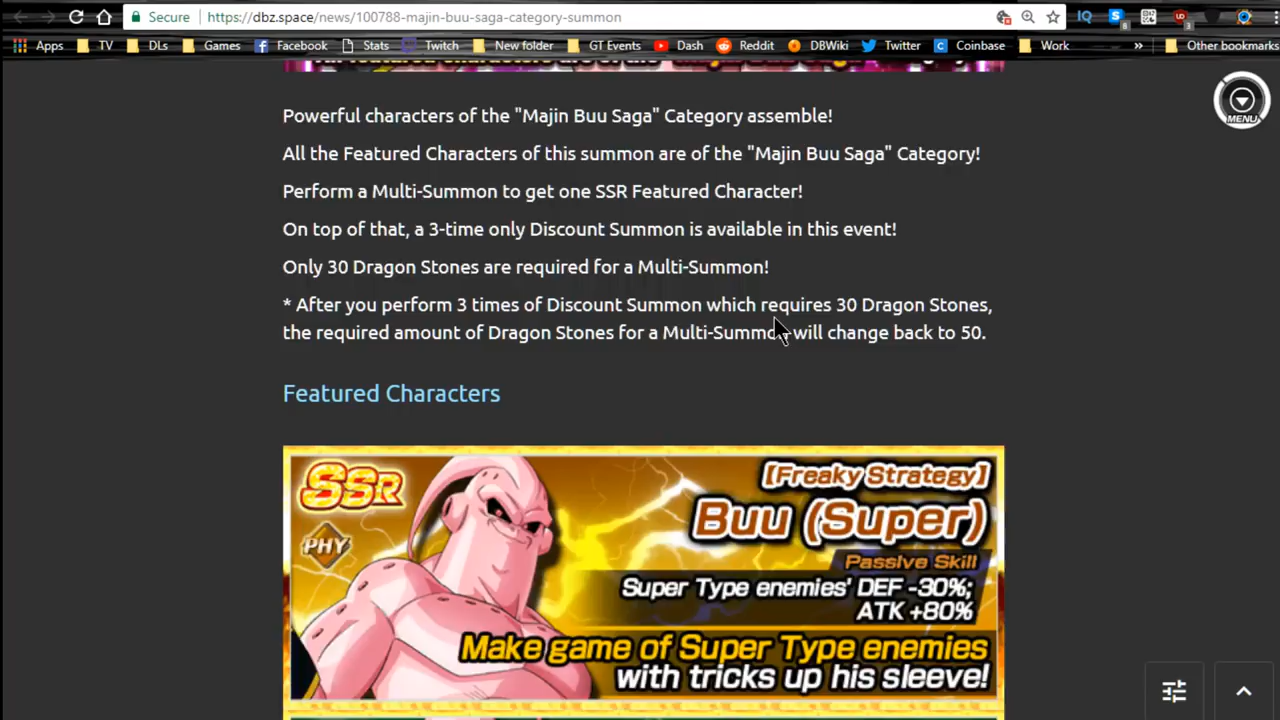 Secure https://dbz.space/news/100788-majin-buu-saga-category-summon
Apps TV DLs Games Facebook Stats Twitch New folder GT Events Dash Reddit DBWiki Twitter Coinbase Work » Other bookmarks
MENU
Powerful characters of the "Majin Buu Saga" Category assemble!
All the Featured Characters of this summon are of the "Majin Buu Saga" Category!
Perform a Multi-Summon to get one SSR Featured Character!
On top of that, a 3-time only Discount Summon is available in this event!
Only 30 Dragon Stones are required for a Multi-Summon!
* After you perform 3 times of Discount Summon which requires 30 Dragon Stones,
the required amount of Dragon Stones for a Multi-Summon will change back to 50.
Featured Characters
SSR
[Freaky Strategy]
PHY
Buu (Super)
Passive Skill
Super Type enemies' DEF -30%;
ATK +80%
Make game of Super Type enemies
with tricks up his sleeve!